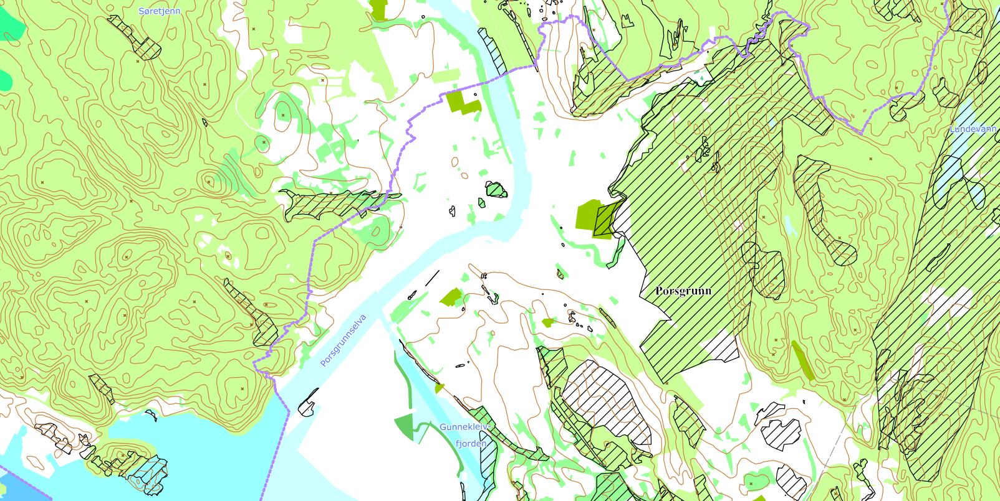 Søretjenn
Lundevann
Porsgrunn
Porsgrunnselva
Gunnekleiv-
fjorden